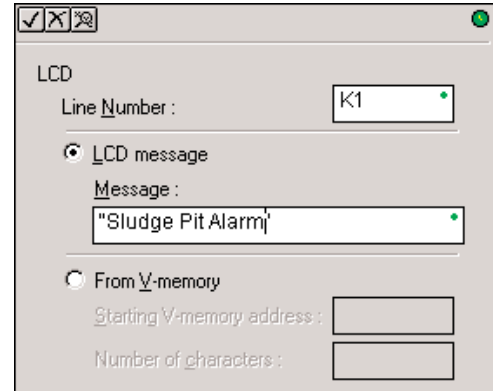 LCD
Line Number : K1
LCD message
Message :
"Sludge Pit Alarm"
From V-memory
Starting V-memory address :
Number of characters :